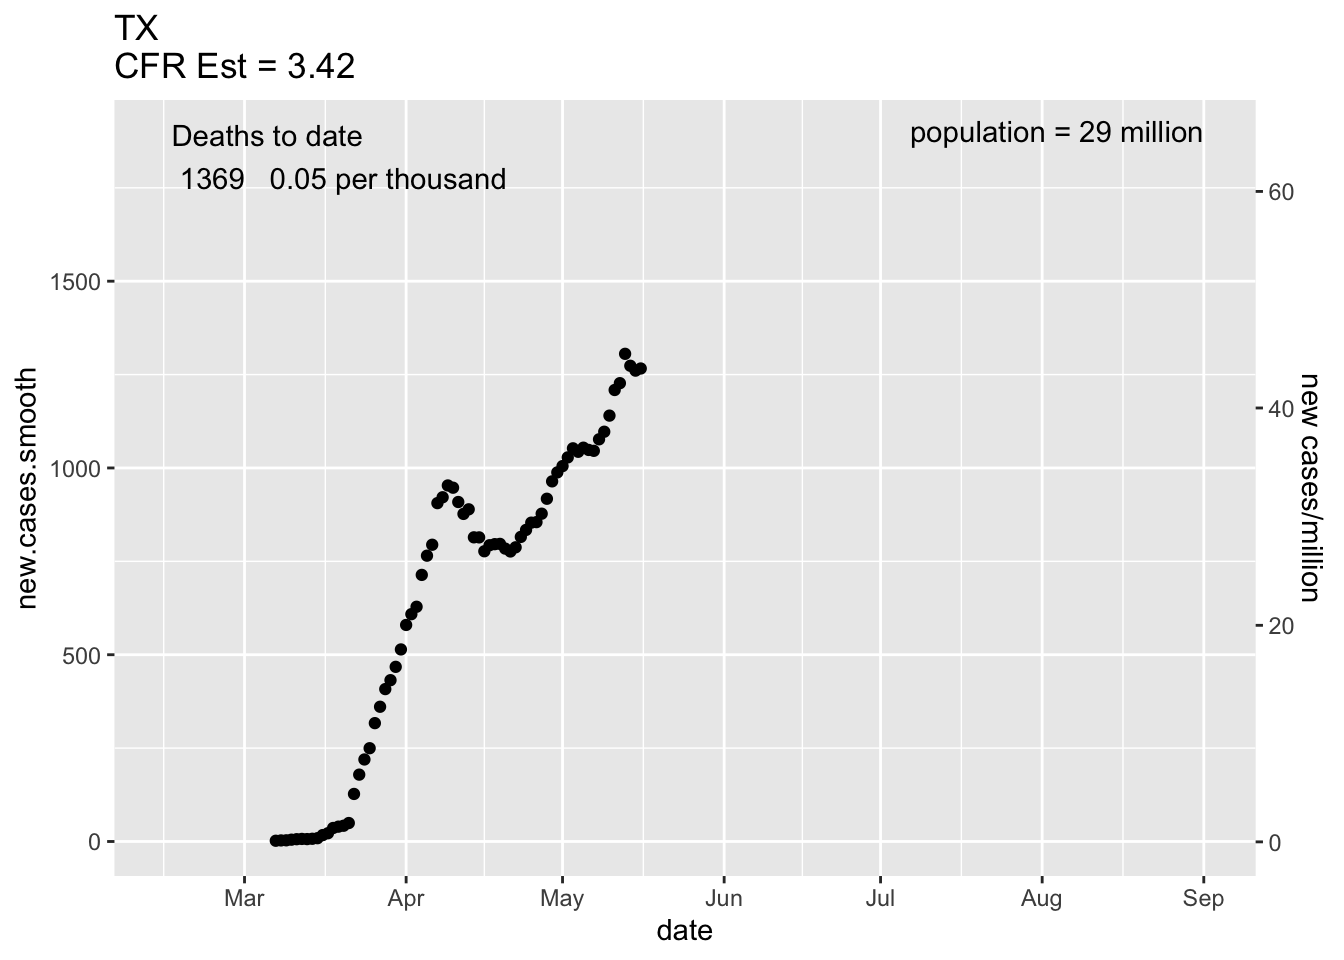 TX
CFR Est = 3.42
Deaths to date
1369 0.05 per thousand
population = 29 million
new.cases.smooth
1500
1000
500
0
60
40
20
0
new cases/million
Mar Apr May Jun Jul Aug Sep
date